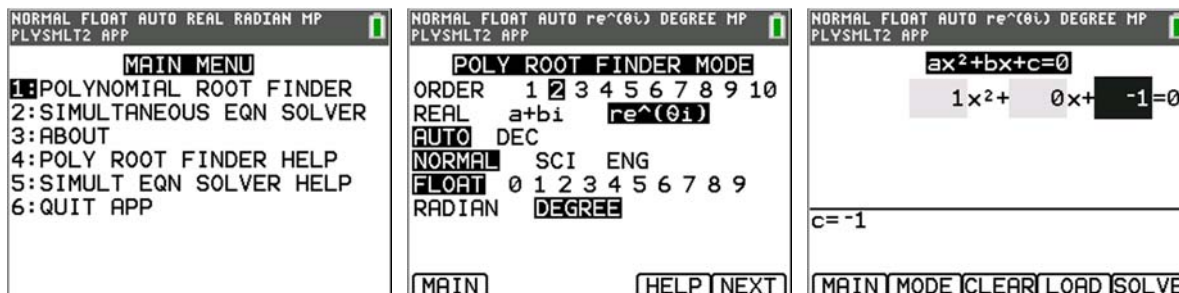 NORMAL FLOAT AUTO REAL RADIAN MP
PLYSMLT2 APP
MAIN MENU
1:POLYNOMIAL ROOT FINDER
2:SIMULTANEOUS EQN SOLVER
3:ABOUT
4:POLY ROOT FINDER HELP
5:SIMULT EQN SOLVER HELP
6:QUIT APP
NORMAL FLOAT AUTO re^(θi) DEGREE MP
PLYSMLT2 APP
POLY ROOT FINDER MODE
ORDER 1 2 3 4 5 6 7 8 9 10
REAL a+bi re^(θi)
AUTO DEC
NORMAL SCI ENG
FLOAT 0 1 2 3 4 5 6 7 8 9
RADIAN DEGREE
MAIN HELP NEXT
NORMAL FLOAT AUTO re^(θi) DEGREE MP
PLYSMLT2 APP
ax²+bx+c=0
1x²+ 0x+ -1=0
c=-1
MAIN MODE CLEAR LOAD SOLVE